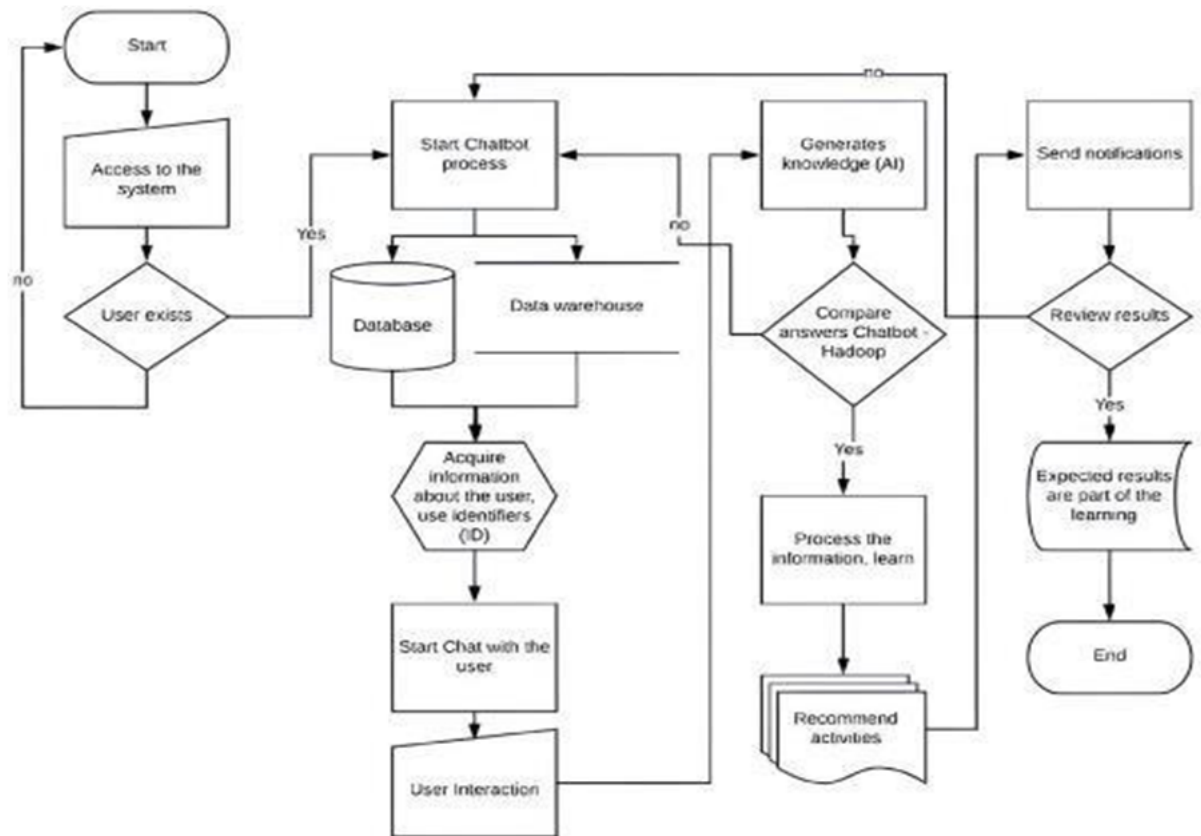 Start
Access to the
system
User exists
no
Yes
Start Chatbot
process
Database
Data warehouse
Acquire
information
about the user,
use identifiers
(ID)
Start Chat with the
user
User Interaction
no
no
Generates
knowledge (AI)
Compare
answers Chatbot -
Hadoop
Yes
Process the
information, learn
Recommend
activities
Send notifications
Review results
Yes
Expected results
are part of the
learning
End